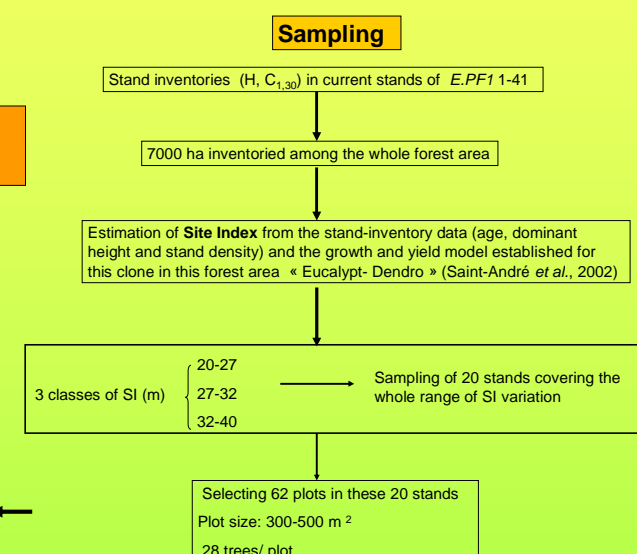 Sampling
Stand inventories (H, C1,30) in current stands of E.PF1 1-41
7000 ha inventoried among the whole forest area
Estimation of Site Index from the stand-inventory data (age, dominant
height and stand density) and the growth and yield model established for
this clone in this forest area « Eucalypt- Dendro » (Saint-André et al., 2002)
3 classes of SI (m)
20-27
27-32
32-40
Sampling of 20 stands covering the
whole range of SI variation
Selecting 62 plots in these 20 stands
Plot size: 300-500 m 2
28 trees/ plot